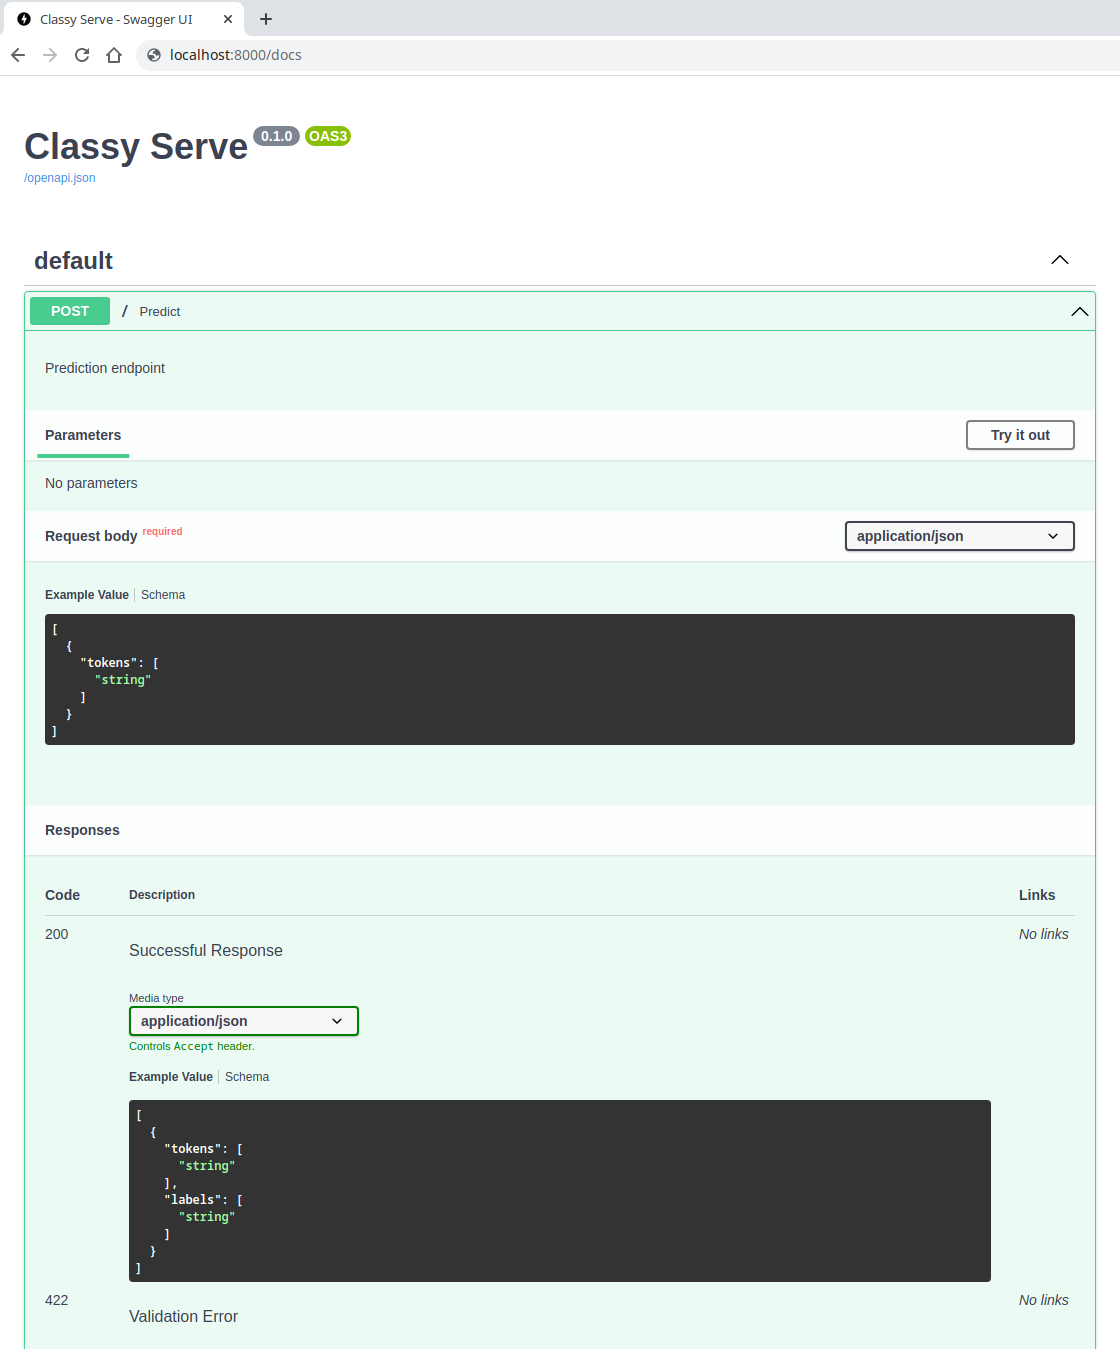 Classy Serve - Swagger UI
localhost:8000/docs
Classy Serve 0.1.0 OAS3
/openapi.json
default
POST / Predict
Prediction endpoint
Parameters Try it out
No parameters
Request body required application/json
Example Value Schema
[
  {
    "tokens": [
      "string"
    ]
  }
]
Responses
Code Description Links
200 No links
Successful Response
Media type
application/json
Controls Accept header.
Example Value Schema
[
  {
    "tokens": [
      "string"
    ],
    "labels": [
      "string"
    ]
  }
]
422 No links
Validation Error